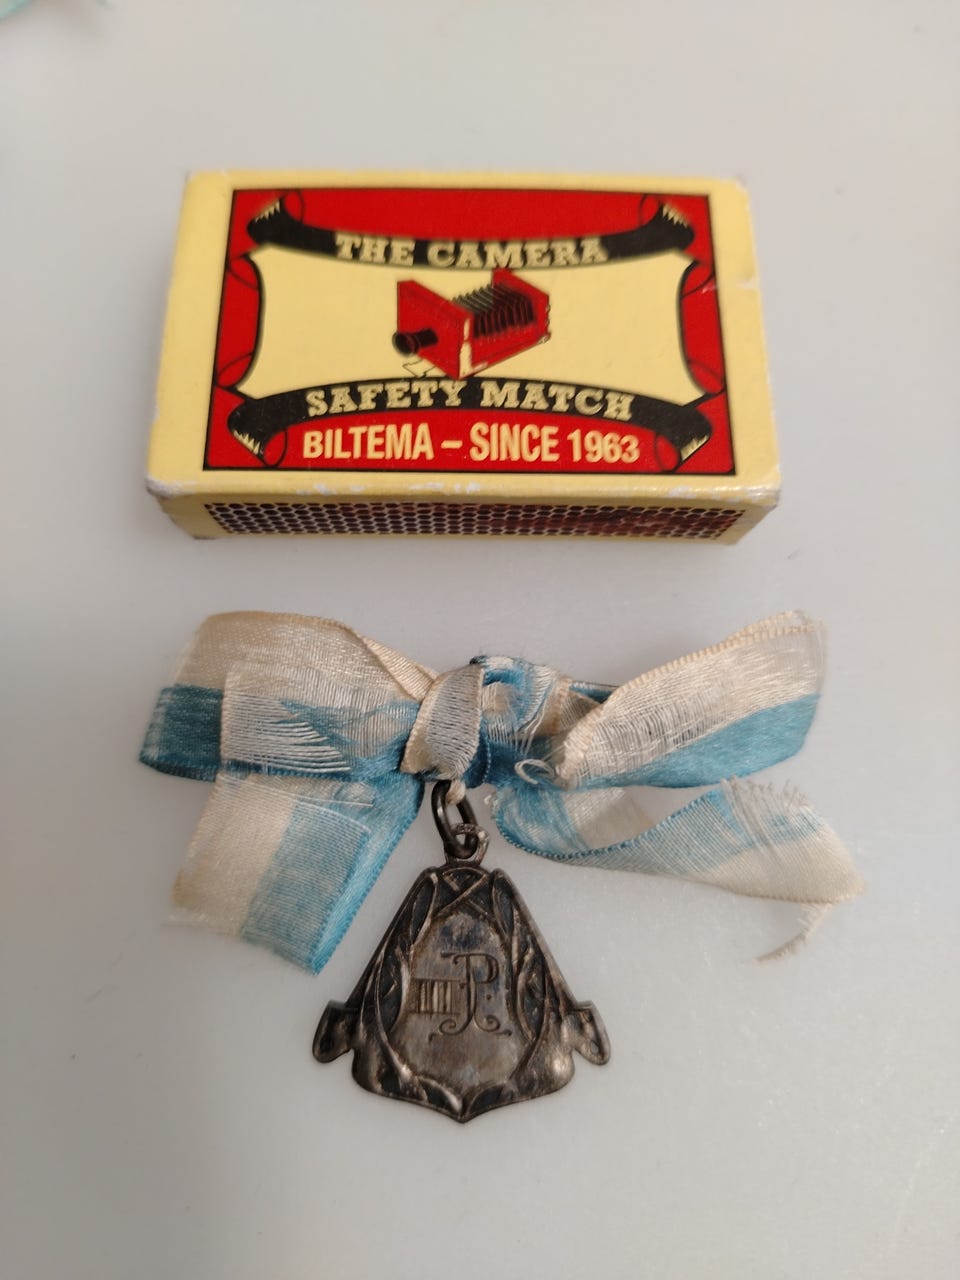 THE CAMERA
SAFETY MATCH
BILTEMA – SINCE 1963